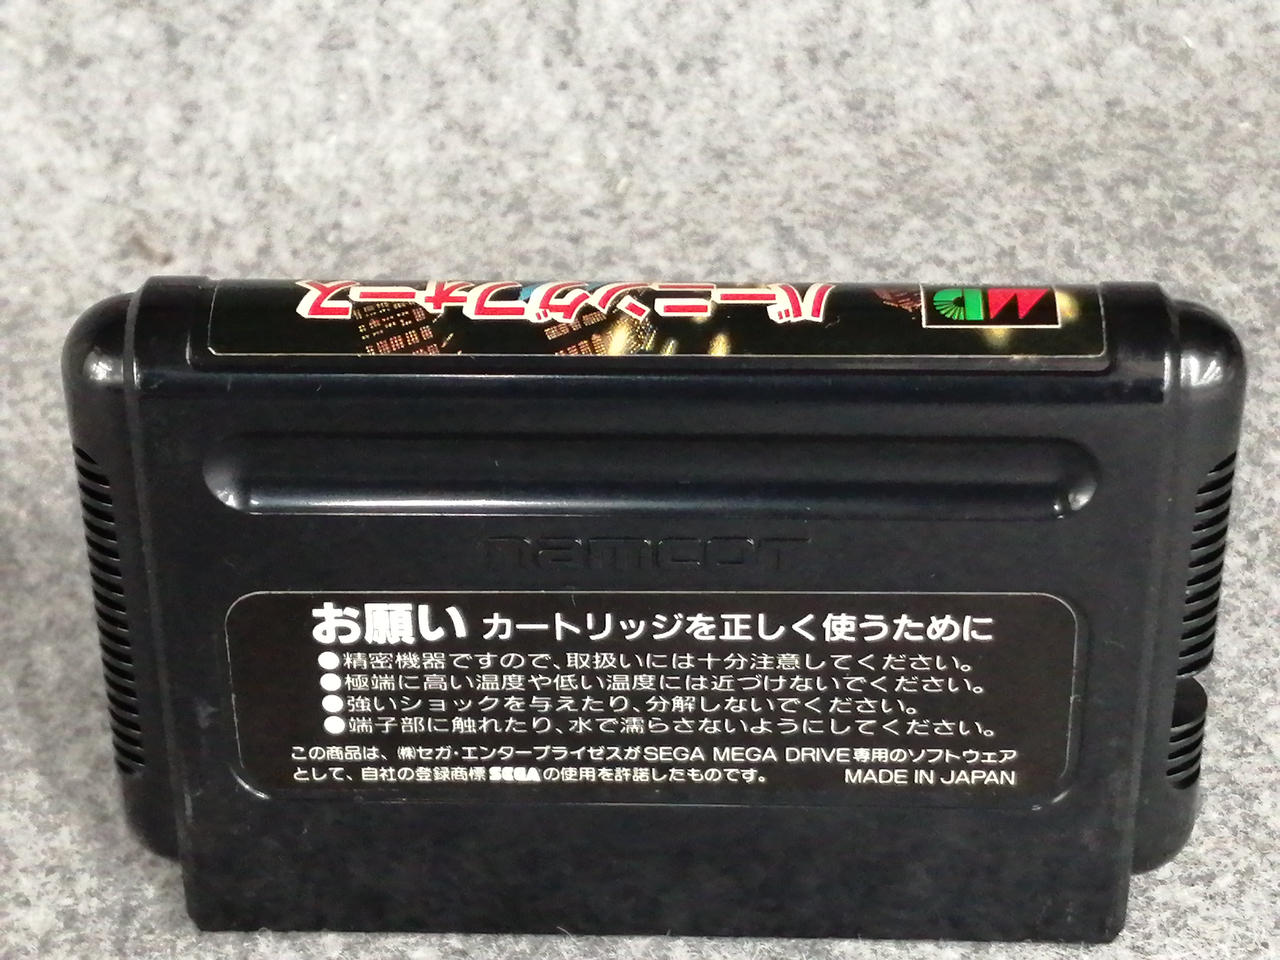 バーニングフォース
MD
namcot
お願い カートリッジを正しく使うために
●精密機器ですので、取扱いには十分注意してください。
●極端に高い温度や低い温度には近づけないでください。
●強いショックを与えたり、分解しないでください。
●端子部に触れたり、水で濡らさないようにしてください。
この商品は、㈱セガ・エンタープライゼスがSEGA MEGA DRIVE専用のソフトウェア
として、自社の登録商標SEGAの使用を許諾したものです。 MADE IN JAPAN